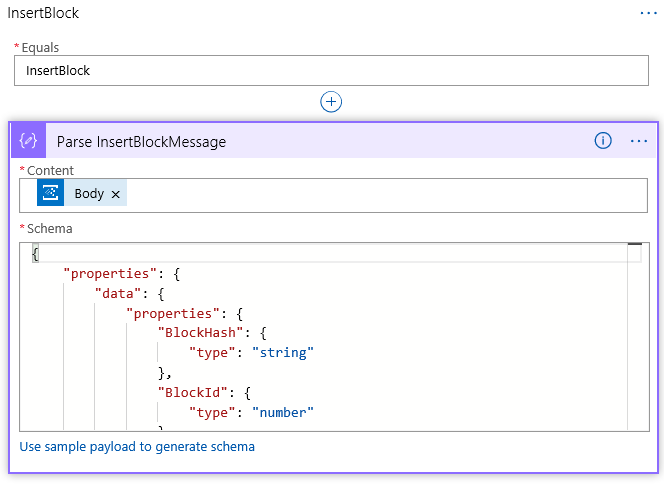 InsertBlock
* Equals
InsertBlock
Parse InsertBlockMessage
* Content
Body
* Schema
{
"properties": {
"data": {
"properties": {
"BlockHash": {
"type": "string"
},
"BlockId": {
"type": "number"
Use sample payload to generate schema